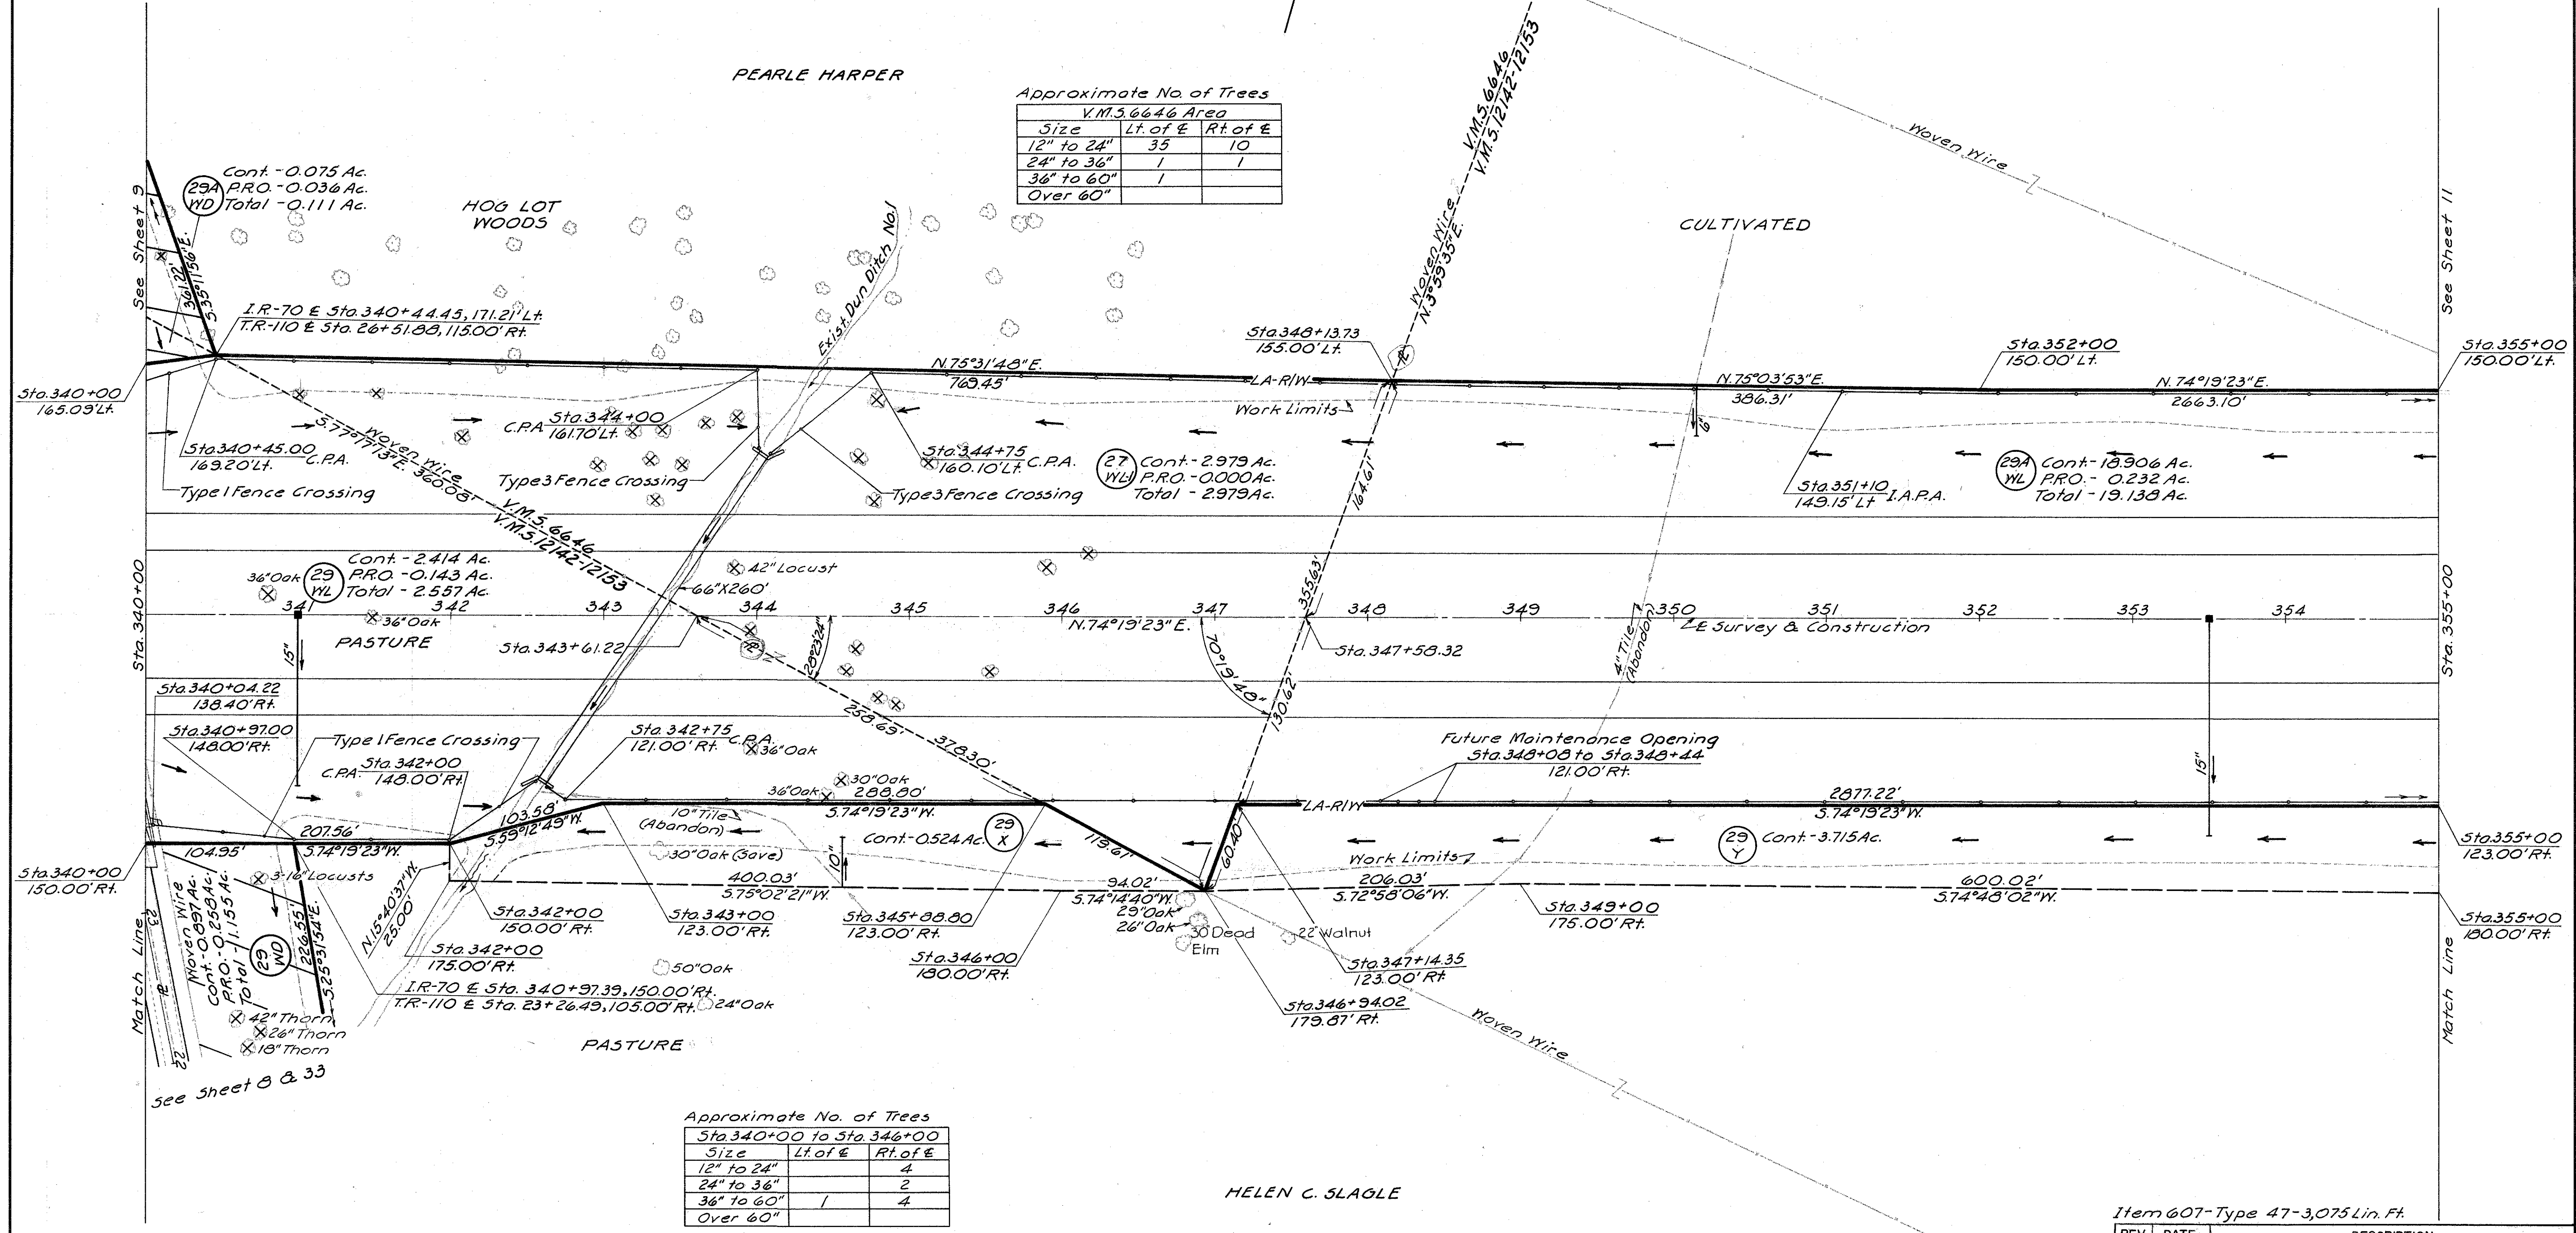 PEARLE HARPER
Approximate No. of Trees
V.M.S. 6646 Area
Size Lt. of ℄ Rt. of ℄
12" to 24" 35 10
24" to 36" 1 1
36" to 60" 1
Over 60"
V.M.S. 6646
V.M.S. 12142-12153
Woven Wire
N.3°59'35"E.
Woven Wire
CULTIVATED
See Sheet 9
See Sheet 11
29A
WD
Cont. - 0.075 Ac.
P.R.O. - 0.036 Ac.
Total - 0.111 Ac.
HOG LOT
WOODS
Exist. Dun Ditch No.1
361.22'
S.35°11'56"E.
I.R-70 ℄ Sta. 340+44.45, 171.21' Lt.
T.R-110 ℄ Sta. 26+51.88, 115.00' Rt.
Sta. 348+13.73
155.00' Lt.
Sta. 352+00
150.00' Lt.
Sta. 355+00
150.00' Lt.
Sta. 340+00
165.09' Lt.
N.75°31'48"E.
769.45'
LA-R/W
N.75°03'53"E.
386.31'
N.74°19'23"E.
2663.10'
Work Limits
6"
Sta. 344+00
161.70' Lt.
C.P.A.
Sta. 340+45.00
169.20' Lt.
C.P.A.
Type 1 Fence Crossing
Woven Wire
S.77°17'13"E. - 360.08'
Type 3 Fence Crossing
Sta. 344+75
160.10' Lt.
C.P.A.
Type 3 Fence Crossing
27
WL
Cont. - 2.979 Ac.
P.R.O. - 0.000 Ac.
Total - 2.979 Ac.
164.61'
Sta. 351+10
149.15' Lt
I.A.P.A.
29A
WL
Cont. - 18.906 Ac.
P.R.O. - 0.232 Ac.
Total - 19.138 Ac.
V.M.S. 6646
V.M.S. 12142-12153
29
WL
Cont. - 2.414 Ac.
P.R.O. - 0.143 Ac.
Total - 2.557 Ac.
36" Oak
42" Locust
66" X 260'
355.63'
Sta. 340+00
Sta. 355+00
341 342 343 344 345 346 347 348 349 350 351 352 353 354
36" Oak
N.74°19'23"E.
℄ Survey & Construction
PASTURE
15"
Sta. 343+61.22
28°23'24"
70°19'48"
Sta. 347+58.32
4" Tile
(Abandon)
130.62'
258.69'
378.30'
Sta. 340+04.22
138.40' Rt.
Sta. 340+97.00
148.00' Rt.
Type 1 Fence Crossing
C.P.A.
Sta. 342+00
148.00' Rt.
Sta. 342+75
121.00' Rt.
C.P.A.
36" Oak
30" Oak
36" Oak
Future Maintenance Opening
Sta. 348+08 to Sta. 348+44
121.00' Rt.
15"
288.80'
S.74°19'23"W.
LA-R/W
2877.22'
S.74°19'23"W.
103.58'
S.59°12'49"W.
10" Tile
(Abandon)
Cont - 0.524 Ac.
29
X
29
Y
Cont. - 3.715 Ac.
207.56'
104.95'
S.74°19'23"W.
30" Oak (Save)
10"
119.67'
60.40'
Work Limits
Sta. 355+00
123.00' Rt.
Sta. 340+00
150.00' Rt.
3-16" Locusts
400.03'
S.75°02'21"W.
94.02'
S.74°14'40"W.
206.03'
S.72°58'06"W.
600.02'
S.74°48'02"W.
N.15°40'37"W.
25.00'
Sta. 342+00
150.00' Rt.
Sta. 343+00
123.00' Rt.
Sta. 345+88.80
123.00' Rt.
29" Oak
26" Oak
30" Dead
Elm
22" Walnut
Sta. 349+00
175.00' Rt.
Sta. 355+00
180.00' Rt.
Match Line
23
22
Woven Wire
Cont. - 0.897 Ac.
P.R.O. - 0.258 Ac.
Total - 1.155 Ac.
29
WD
226.55'
S.25°31'54"E.
Sta. 342+00
175.00' Rt.
50" Oak
Sta. 346+00
180.00' Rt.
Sta. 347+14.35
123.00' Rt.
Sta. 346+94.02
179.87' Rt.
I.R-70 ℄ Sta. 340+97.39, 150.00' Rt.
T.R-110 ℄ Sta. 23+26.49, 105.00' Rt.
24" Oak
42" Thorn
26" Thorn
18" Thorn
PASTURE
Woven Wire
Match Line
See Sheet 8 & 33
Approximate No. of Trees
Sta. 340+00 to Sta. 346+00
Size Lt. of ℄ Rt. of ℄
12" to 24" 4
24" to 36" 2
36" to 60" 1 4
Over 60"
HELEN C. SLAGLE
Item 607-Type 47-3,075 Lin. Ft.
REV. DATE DESCRIPTION